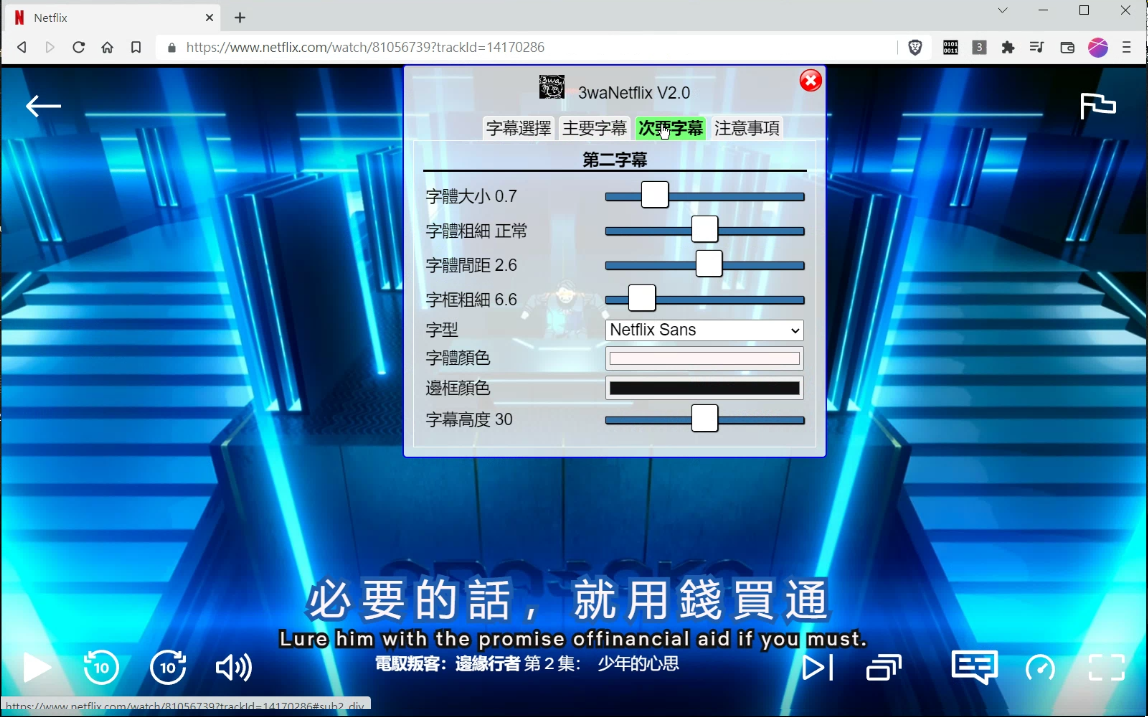 Netflix
https://www.netflix.com/watch/81056739?trackId=14170286
0101
0011
3
3wa
3waNetflix V2.0
字幕選擇 主要字幕 次要字幕 注意事項
第二字幕
字體大小 0.7
字體粗細 正常
字體間距 2.6
字框粗細 6.6
字型 Netflix Sans
字體顏色
邊框顏色
字幕高度 30
必要的話，就用錢買通
Lure him with the promise offinancial aid if you must.
10 10 電馭叛客：邊緣行者 第 2 集： 少年的心思
https://www.netflix.com/watch/81056739?trackId=14170286#sub2_div